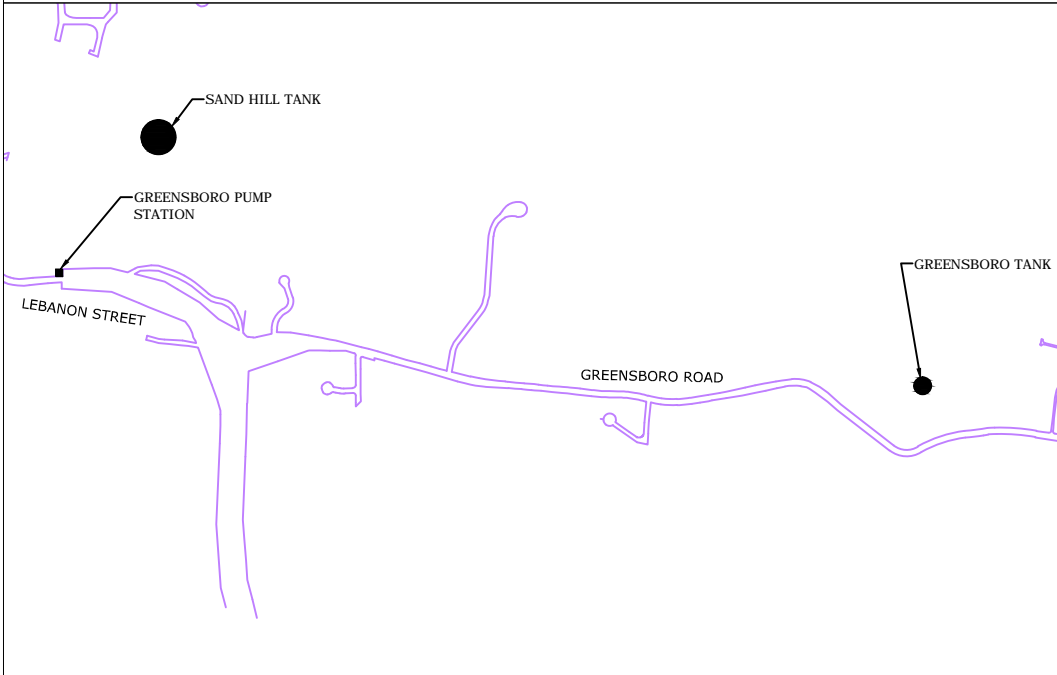 SAND HILL TANK
GREENSBORO PUMP
STATION
GREENSBORO TANK
LEBANON STREET
GREENSBORO ROAD